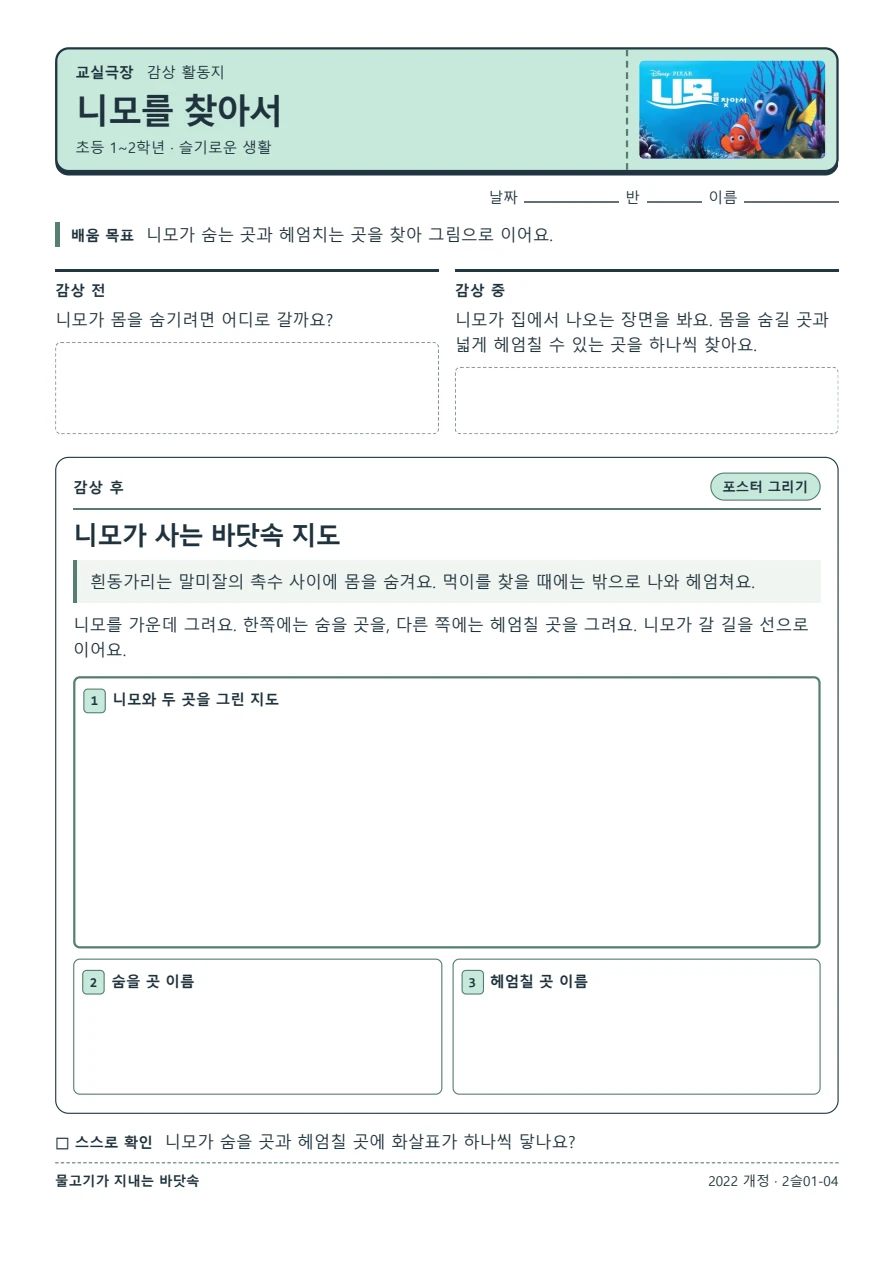 교실극장 감상 활동지
니모를 찾아서
초등 1~2학년 · 슬기로운 생활
Disney PIXAR
니모를
찾아서
날짜 반 이름
배움 목표 니모가 숨는 곳과 헤엄치는 곳을 찾아 그림으로 이어요.
감상 전
니모가 몸을 숨기려면 어디로 갈까요?
감상 중
니모가 집에서 나오는 장면을 봐요. 몸을 숨길 곳과
넓게 헤엄칠 수 있는 곳을 하나씩 찾아요.
감상 후
포스터 그리기
니모가 사는 바닷속 지도
흰동가리는 말미잘의 촉수 사이에 몸을 숨겨요. 먹이를 찾을 때에는 밖으로 나와 헤엄쳐요.
니모를 가운데 그려요. 한쪽에는 숨을 곳을, 다른 쪽에는 헤엄칠 곳을 그려요. 니모가 갈 길을 선으로
이어요.
1 니모와 두 곳을 그린 지도
2 숨을 곳 이름
3 헤엄칠 곳 이름
스스로 확인 니모가 숨을 곳과 헤엄칠 곳에 화살표가 하나씩 닿나요?
물고기가 지내는 바닷속
2022 개정 · 2슬01-04